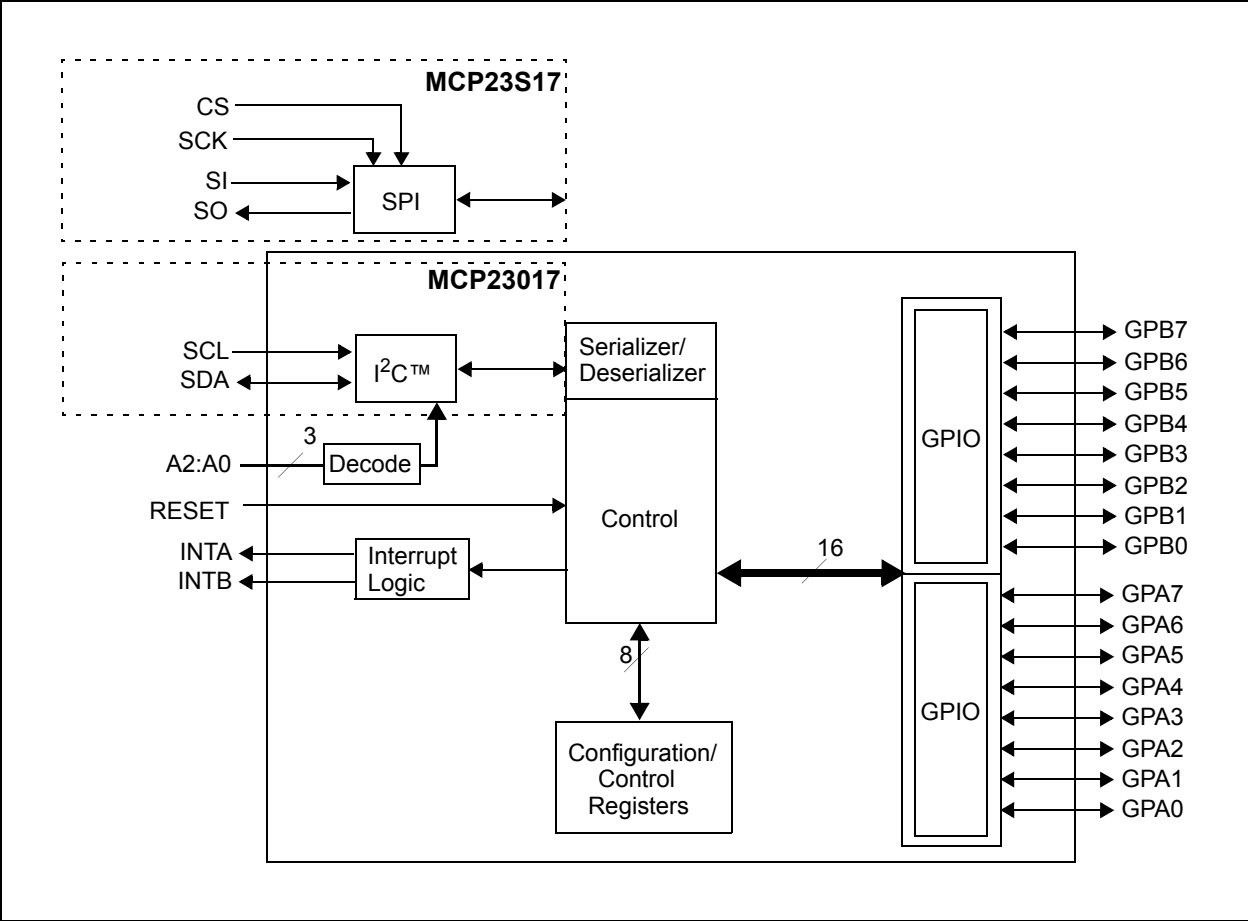 MCP23S17
CS
SCK
SI
SO
SPI
MCP23017
SCL
SDA
I²C™
Serializer/
Deserializer
3
A2:A0
Decode
RESET
Control
INTA
INTB
Interrupt
Logic
16
8
Configuration/
Control
Registers
GPIO
GPB7
GPB6
GPB5
GPB4
GPB3
GPB2
GPB1
GPB0
GPIO
GPA7
GPA6
GPA5
GPA4
GPA3
GPA2
GPA1
GPA0